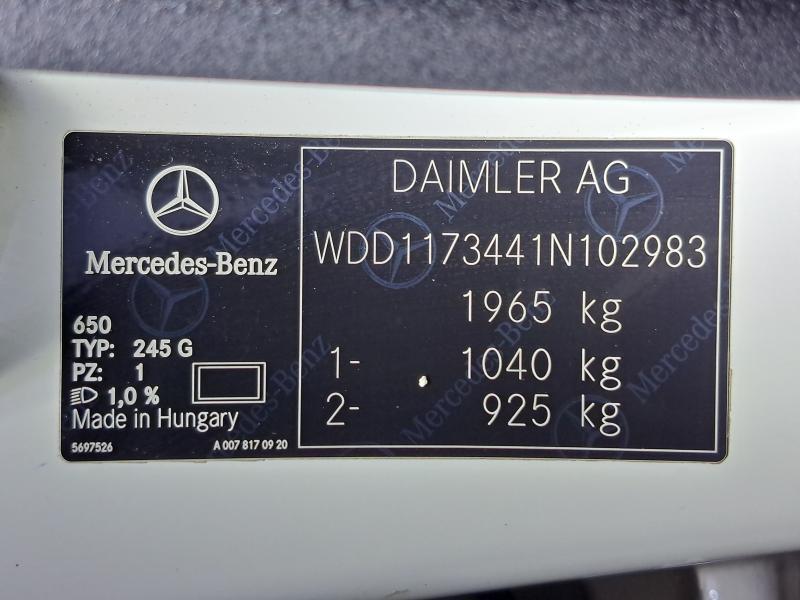 Mercedes-Benz
650
TYP: 245 G
PZ: 1
1,0 %
Made in Hungary
5697526 A 007 817 09 20
DAIMLER AG
WDD1173441N102983
1965 kg
1- 1040 kg
2- 925 kg